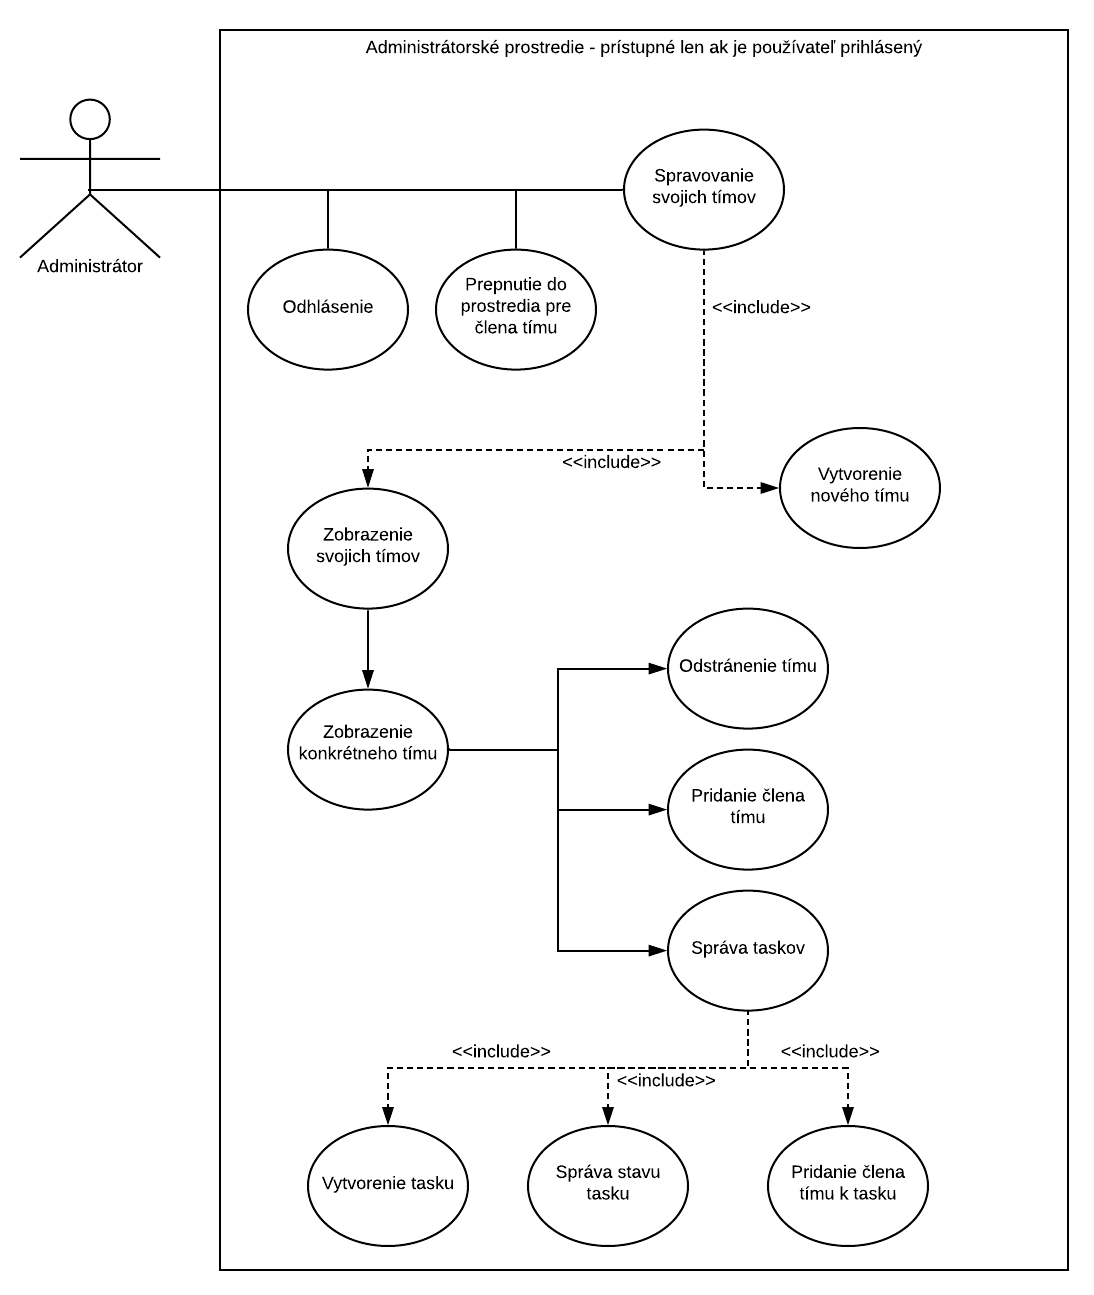 Administrátorské prostredie - prístupné len ak je používateľ prihlásený
Administrátor
Spravovanie
svojich tímov
Odhlásenie
Prepnutie do
prostredia pre
člena tímu
<<include>>
<<include>>
Vytvorenie
nového tímu
Zobrazenie
svojich tímov
Zobrazenie
konkrétneho tímu
Odstránenie tímu
Pridanie člena
tímu
Správa taskov
<<include>>
<<include>>
<<include>>
Vytvorenie tasku
Správa stavu
tasku
Pridanie člena
tímu k tasku